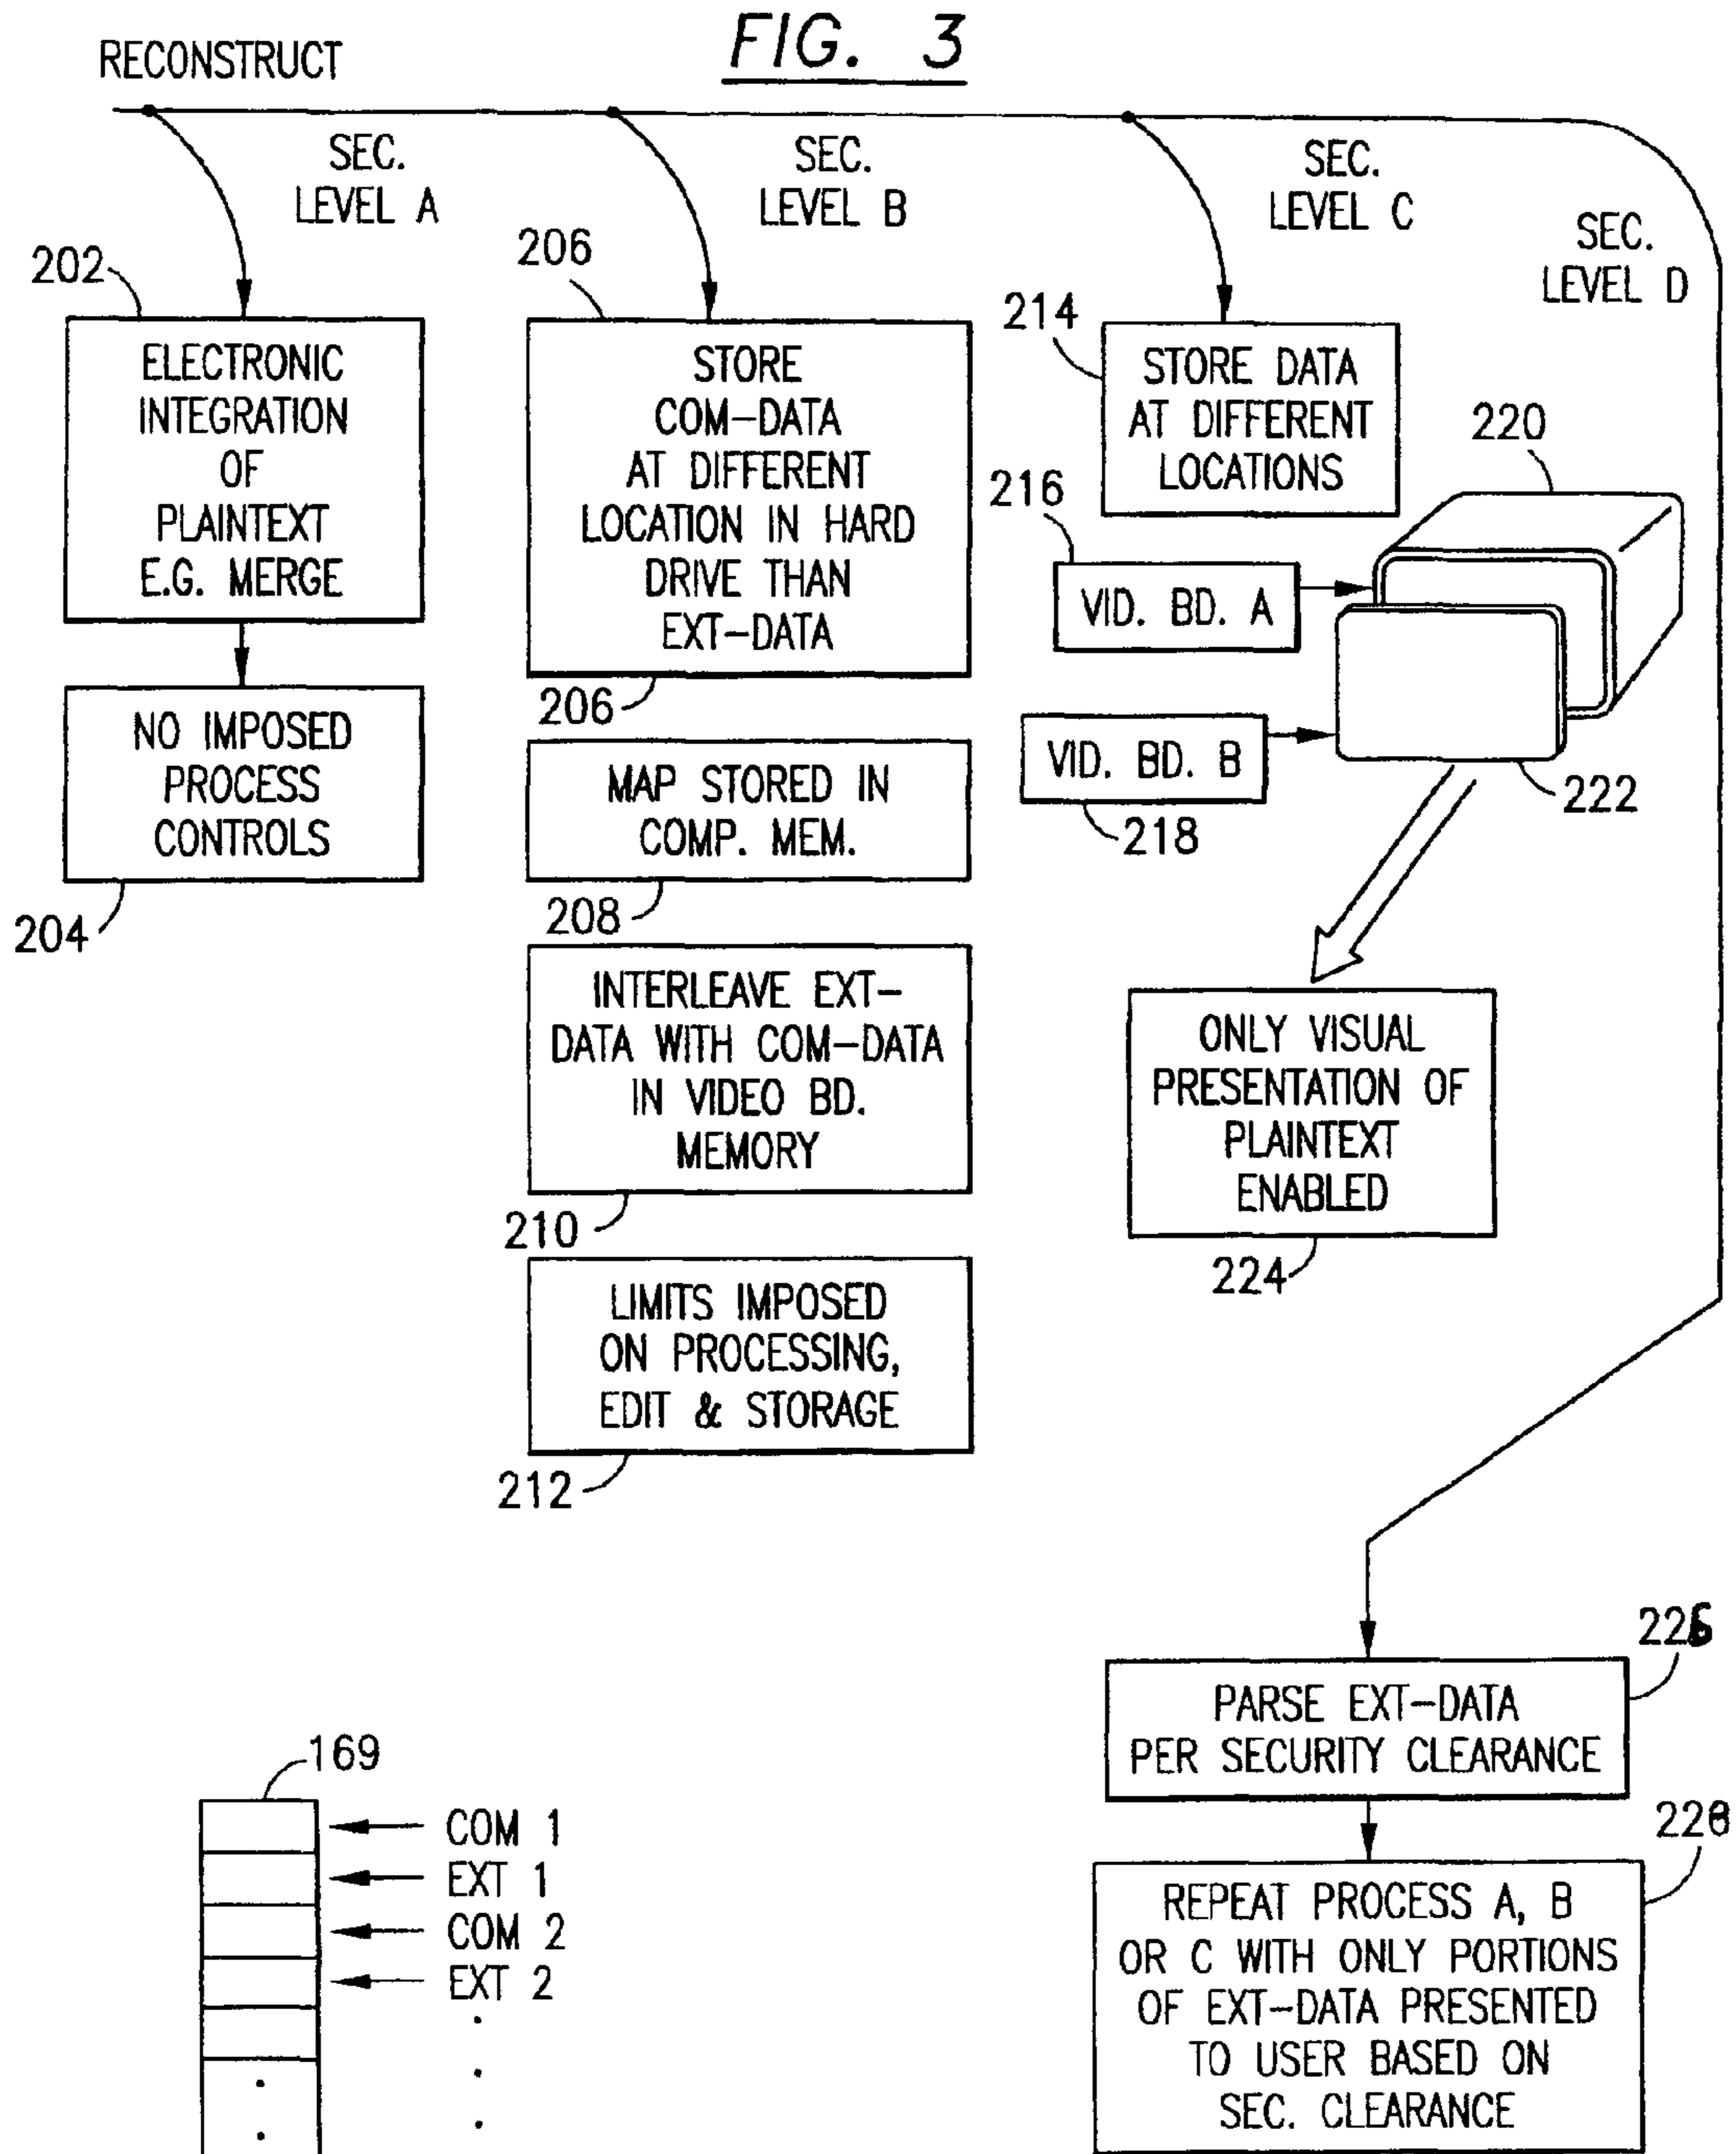 FIG. 3
RECONSTRUCT
SEC.
LEVEL A
SEC.
LEVEL B
SEC.
LEVEL C
SEC.
LEVEL D
202
ELECTRONIC
INTEGRATION
OF
PLAINTEXT
E.G. MERGE
NO IMPOSED
PROCESS
CONTROLS
204
206
STORE
COM-DATA
AT DIFFERENT
LOCATION IN HARD
DRIVE THAN
EXT-DATA
206
MAP STORED IN
COMP. MEM.
208
INTERLEAVE EXT-
DATA WITH COM-DATA
IN VIDEO BD.
MEMORY
210
LIMITS IMPOSED
ON PROCESSING,
EDIT & STORAGE
212
214
STORE DATA
AT DIFFERENT
LOCATIONS
216
VID. BD. A
220
VID. BD. B
218
222
ONLY VISUAL
PRESENTATION OF
PLAINTEXT
ENABLED
224
226
PARSE EXT-DATA
PER SECURITY CLEARANCE
REPEAT PROCESS A, B
OR C WITH ONLY PORTIONS
OF EXT-DATA PRESENTED
TO USER BASED ON
SEC. CLEARANCE
169
COM 1
EXT 1
COM 2
EXT 2